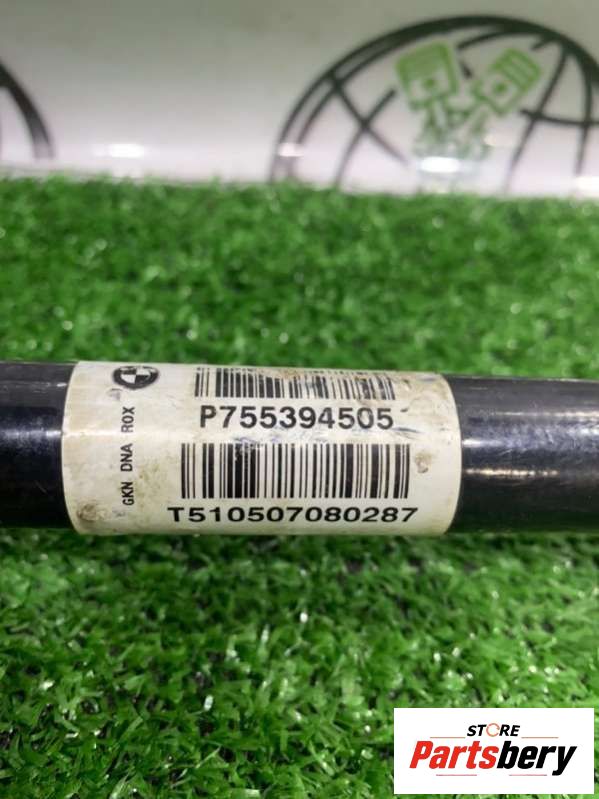 GKN DNA ROX
P755394505
T510507080287
STORE
Partsbery